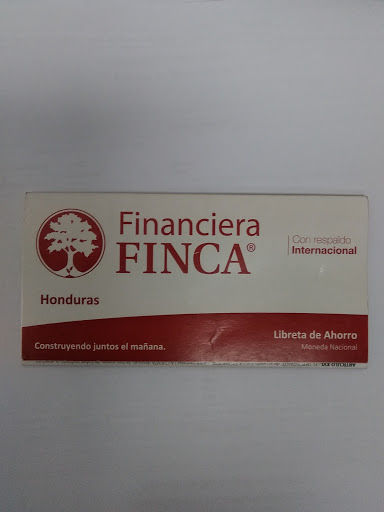 Financiera
FINCA®
Con respaldo
Internacional
Honduras
Libreta de Ahorro
Construyendo juntos el mañana.
Moneda Nacional